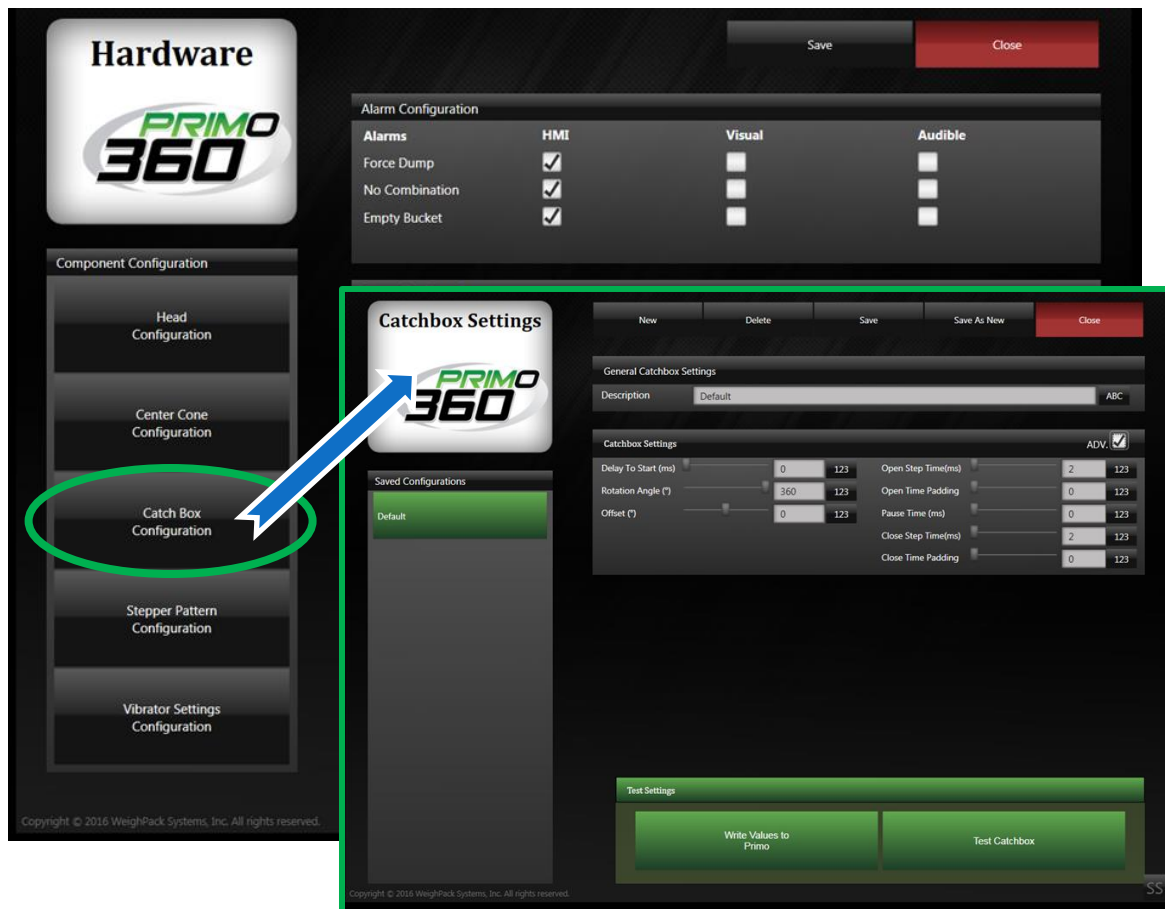 Hardware
PRIMO
360
Save
Close
Alarm Configuration
Alarms HMI Visual Audible
Force Dump
No Combination
Empty Bucket
Component Configuration
Head
Configuration
Center Cone
Configuration
Catch Box
Configuration
Stepper Pattern
Configuration
Vibrator Settings
Configuration
Copyright © 2016 WeighPack Systems, Inc. All rights reserved.
Catchbox Settings
PRIMO
360
New Delete Save Save As New Close
General Catchbox Settings
Description Default ABC
Catchbox Settings ADV.
Delay To Start (ms) 0 123 Open Step Time(ms) 2 123
Rotation Angle (°) 360 123 Open Time Padding 0 123
Offset (°) 0 123 Pause Time (ms) 0 123
Close Step Time(ms) 2 123
Close Time Padding 0 123
Saved Configurations
Default
Test Settings
Write Values to
Primo
Test Catchbox
Copyright © 2016 WeighPack Systems, Inc. All rights reserved.
SS